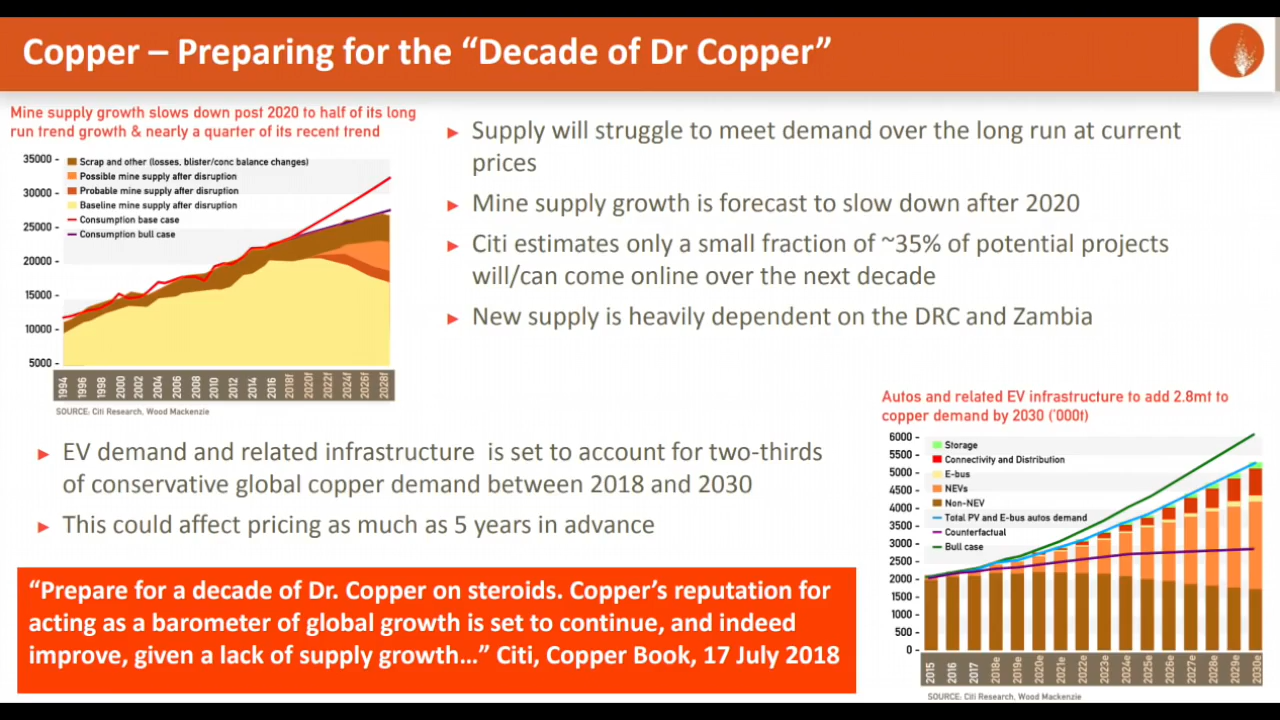 Copper – Preparing for the “Decade of Dr Copper”
Mine supply growth slows down post 2020 to half of its long
run trend growth & nearly a quarter of its recent trend
35000
30000
25000
20000
15000
10000
5000
Scrap and other (losses, blister/conc balance changes)
Possible mine supply after disruption
Probable mine supply after disruption
Baseline mine supply after disruption
Consumption base case
Consumption bull case
1994
1996
1998
2000
2002
2004
2006
2008
2010
2012
2014
2016
2018f
2020f
2022f
2024f
2026f
2028f
SOURCE: Citi Research, Wood Mackenzie
Supply will struggle to meet demand over the long run at current
prices
Mine supply growth is forecast to slow down after 2020
Citi estimates only a small fraction of ~35% of potential projects
will/can come online over the next decade
New supply is heavily dependent on the DRC and Zambia
EV demand and related infrastructure is set to account for two-thirds
of conservative global copper demand between 2018 and 2030
This could affect pricing as much as 5 years in advance
“Prepare for a decade of Dr. Copper on steroids. Copper’s reputation for
acting as a barometer of global growth is set to continue, and indeed
improve, given a lack of supply growth…” Citi, Copper Book, 17 July 2018
Autos and related EV infrastructure to add 2.8mt to
copper demand by 2030 (’000t)
6000
5500
5000
4500
4000
3500
3000
2500
2000
1500
1000
500
0
Storage
Connectivity and Distribution
E-bus
NEVs
Non-NEV
Total PV and E-bus autos demand
Counterfactual
Bull case
2015
2016
2017
2018e
2019e
2020e
2021e
2022e
2023e
2024e
2025e
2026e
2027e
2028e
2029e
2030e
SOURCE: Citi Research, Wood Mackenzie